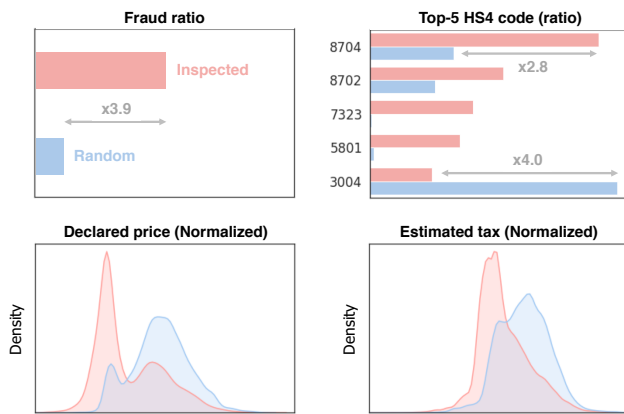 Fraud ratio
Inspected
x3.9
Random
Top-5 HS4 code (ratio)
8704
x2.8
8702
7323
5801
x4.0
3004
Declared price (Normalized)
Density
Estimated tax (Normalized)
Density